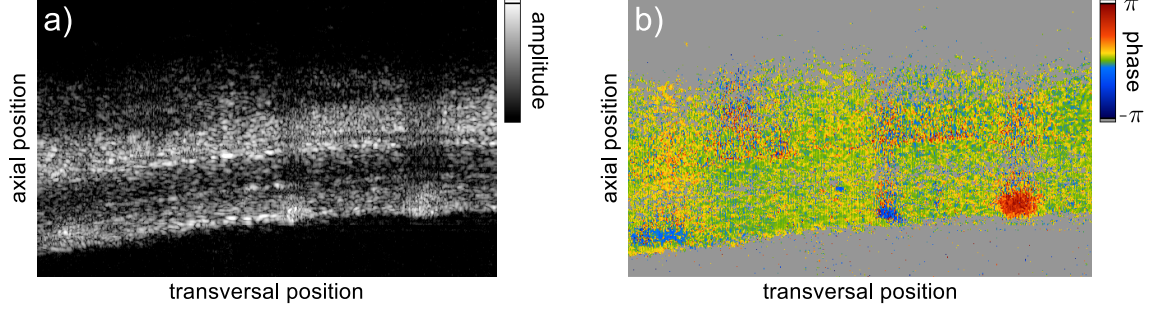 a)
axial position
transversal position
amplitude
b)
axial position
transversal position
π
phase
-π